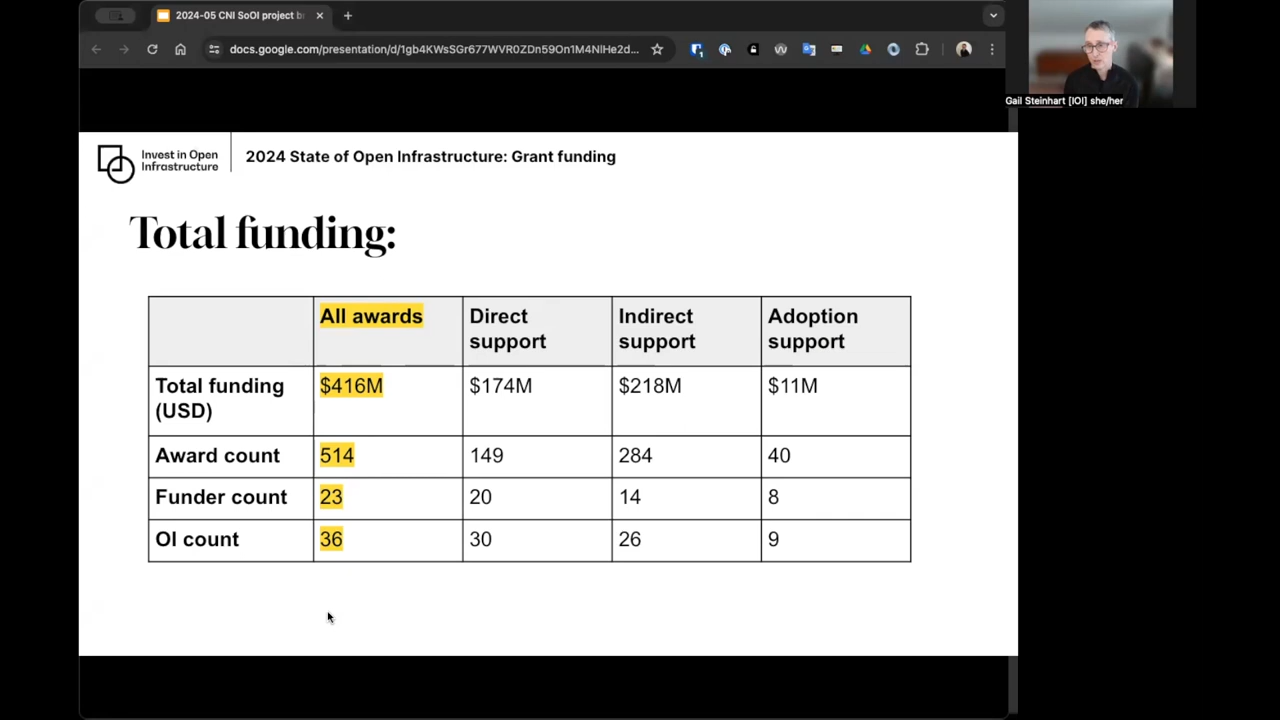 2024-05 CNI SoOI project b
docs.google.com/presentation/d/1gb4KWsSGr677WVR0ZDn59On1M4NIHe2d...
Gail Steinhart [IOI] she/her
Invest in Open
Infrastructure
2024 State of Open Infrastructure: Grant funding
Total funding:
All awards
Direct
support
Indirect
support
Adoption
support
Total funding
(USD)
$416M
$174M
$218M
$11M
Award count
514
149
284
40
Funder count
23
20
14
8
OI count
36
30
26
9